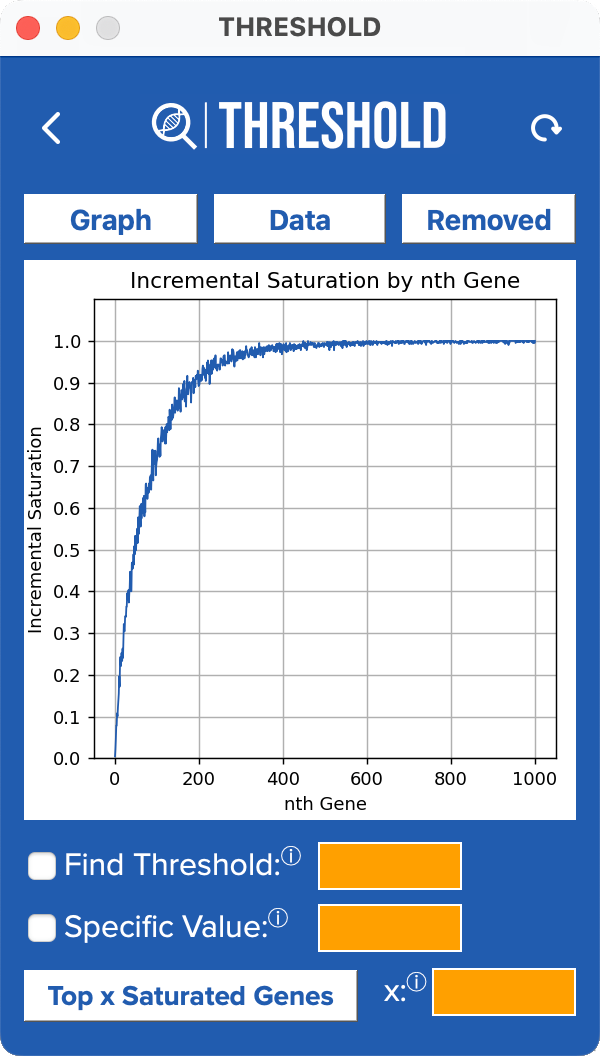 THRESHOLD
THRESHOLD
Graph Data Removed
Incremental Saturation by nth Gene
Incremental Saturation
1.0
0.9
0.8
0.7
0.6
0.5
0.4
0.3
0.2
0.1
0.0
0 200 400 600 800 1000
nth Gene
Find Threshold:ⓘ
Specific Value:ⓘ
Top x Saturated Genes x:ⓘ